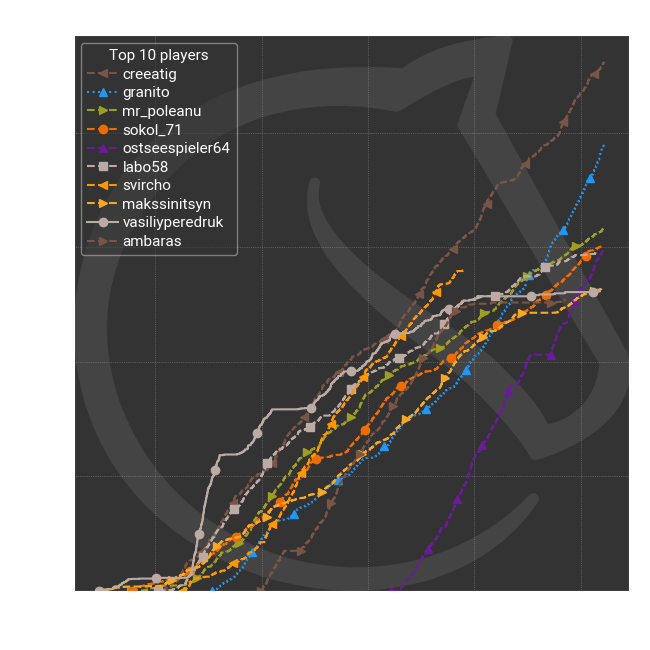 Top 10 players
creeatig
granito
mr_poleanu
sokol_71
ostseespieler64
labo58
svircho
makssinitsyn
vasiliyperedruk
ambaras